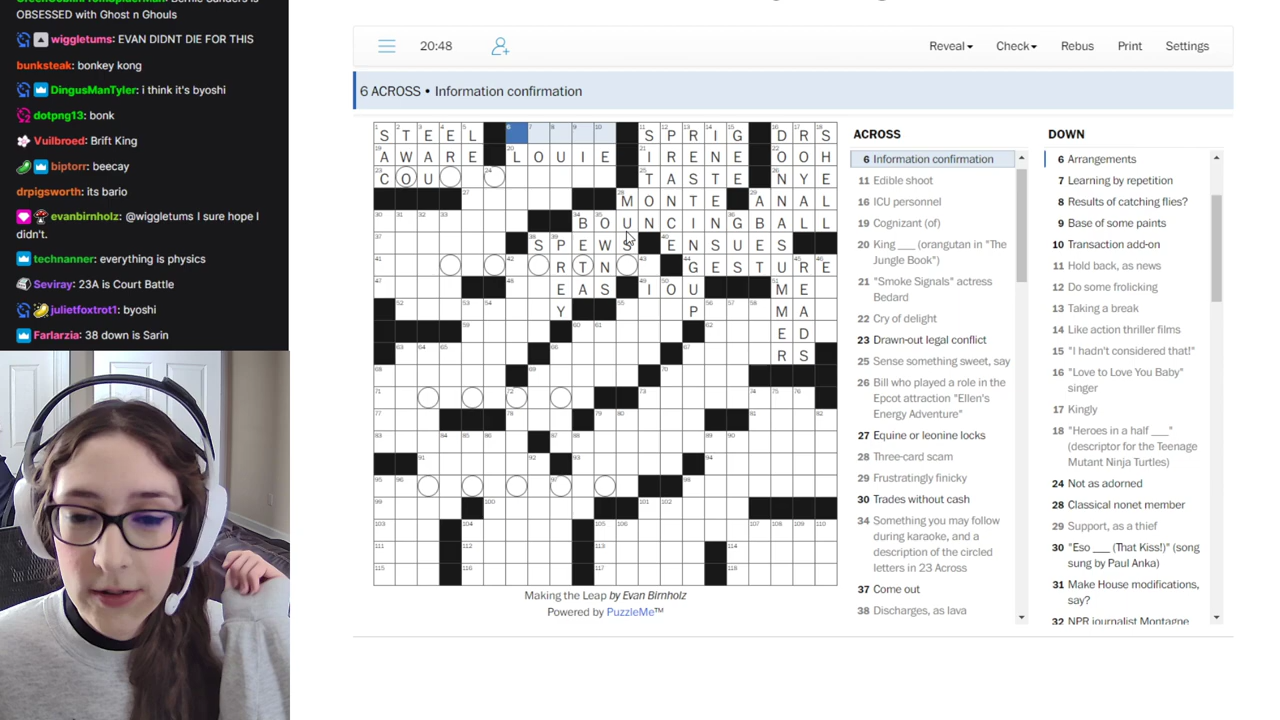 OBSESSED with Ghost n Ghouls
wiggletums: EVAN DIDNT DIE FOR THIS
bunksteak: bonkey kong
DingusManTyler: i think it's byoshi
dotpng13: bonk
Vuilbroed: Brift King
biptorr: beecay
drpigsworth: its bario
evanbirnholz: @wiggletums I sure hope I
didn't.
technanner: everything is physics
Seviray: 23A is Court Battle
julietfoxtrot1: byoshi
Farlarzia: 38 down is Sarin
20:48
Reveal
Check
Rebus
Print
Settings
6 ACROSS • Information confirmation
S T E E L S P R I G D R S
A W A R E L O U I E I R E N E O O H
C O U T A S T E N Y E
M O N T E A N A L
B O U N C I N G B A L L
S P E W S E N S U E S
R T N G E S T U R E
E A S I O U M E
Y P M A
E D
R S
Making the Leap by Evan Birnholz
Powered by PuzzleMe™
ACROSS
6 Information confirmation
11 Edible shoot
16 ICU personnel
19 Cognizant (of)
20 King ___ (orangutan in "The
Jungle Book")
21 "Smoke Signals" actress
Bedard
22 Cry of delight
23 Drawn-out legal conflict
25 Sense something sweet, say
26 Bill who played a role in the
Epcot attraction "Ellen's
Energy Adventure"
27 Equine or leonine locks
28 Three-card scam
29 Frustratingly finicky
30 Trades without cash
34 Something you may follow
during karaoke, and a
description of the circled
letters in 23 Across
37 Come out
38 Discharges, as lava
DOWN
6 Arrangements
7 Learning by repetition
8 Results of catching flies?
9 Base of some paints
10 Transaction add-on
11 Hold back, as news
12 Do some frolicking
13 Taking a break
14 Like action thriller films
15 "I hadn't considered that!"
16 "Love to Love You Baby"
singer
17 Kingly
18 "Heroes in a half ___"
(descriptor for the Teenage
Mutant Ninja Turtles)
24 Not as adorned
28 Classical nonet member
29 Support, as a thief
30 "Eso ___ (That Kiss!)" (song
sung by Paul Anka)
31 Make House modifications,
say?
32 NPR journalist Montagne